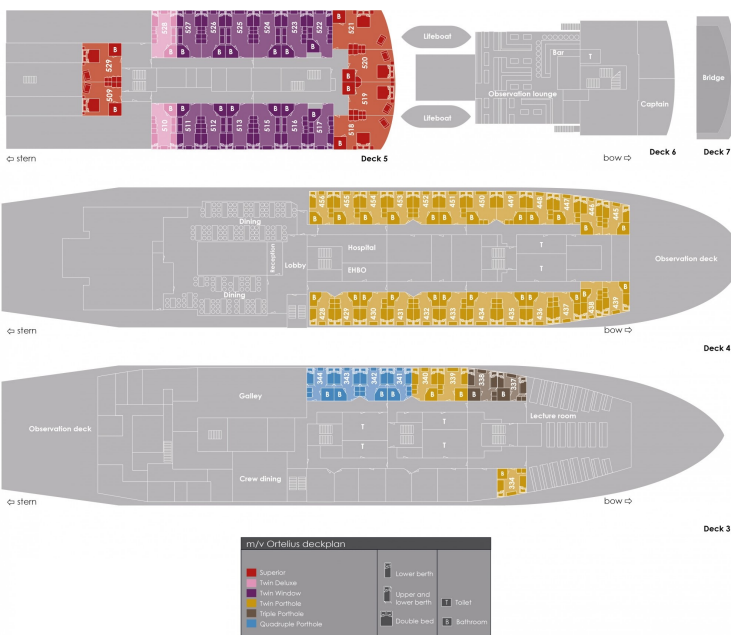 528 527 526 525 524 523 522 521
B B B B B B B B
529 B
520
B
B
509 B
519
510 511 512 513 514 515 516 517 518
B B B B B B B B
Lifeboat
Lifeboat
Bar
T
Observation lounge
Captain
Bridge
⇦ stern
Deck 5
bow ⇨
Deck 6
Deck 7
456 455 454 453 452 451 450 449 448 447 446 445
B B B B B B B B B B B B
Dining
Reception
Lobby
Hospital
EHBO
T
T
Observation deck
Dining
B B B B B B B B B B B B
428 429 430 431 432 433 434 435 436 437 438 439
⇦ stern
bow ⇨
Deck 4
344 343 342 341 340 339 338 337
B B B B B B B B
Galley
Observation deck
Lecture room
T T
T T
Crew dining
B
334
⇦ stern
bow ⇨
Deck 3
m/v Ortelius deckplan
Superior
Twin Deluxe
Twin Window
Twin Porthole
Triple Porthole
Quadruple Porthole
Lower berth
Upper and
lower berth
Double bed
T Toilet
B Bathroom